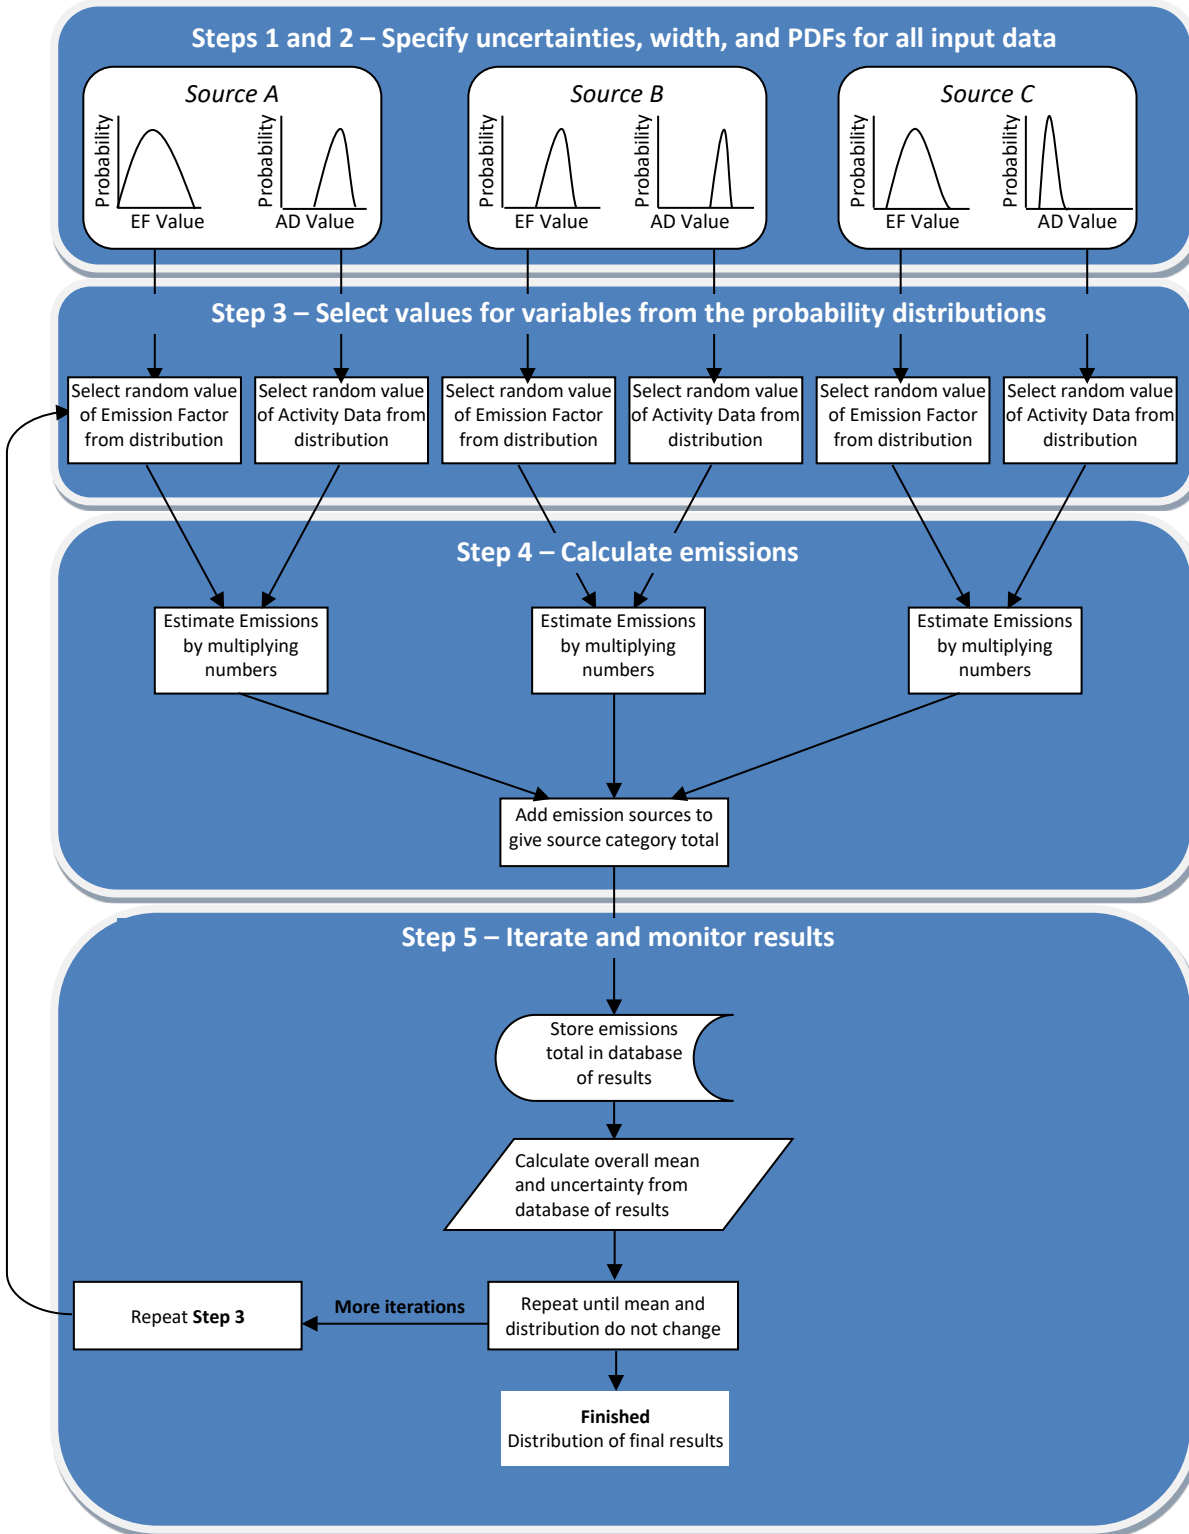 Steps 1 and 2 – Specify uncertainties, width, and PDFs for all input data
Source A
Probability
EF Value
Probability
AD Value
Source B
Probability
EF Value
Probability
AD Value
Source C
Probability
EF Value
Probability
AD Value
Step 3 – Select values for variables from the probability distributions
Select random value
of Emission Factor
from distribution
Select random value
of Activity Data from
distribution
Select random value
of Emission Factor
from distribution
Select random value
of Activity Data from
distribution
Select random value
of Emission Factor
from distribution
Select random value
of Activity Data from
distribution
Step 4 – Calculate emissions
Estimate Emissions
by multiplying
numbers
Estimate Emissions
by multiplying
numbers
Estimate Emissions
by multiplying
numbers
Add emission sources to
give source category total
Step 5 – Iterate and monitor results
Store emissions
total in database
of results
Calculate overall mean
and uncertainty from
database of results
Repeat until mean and
distribution do not change
More iterations
Repeat Step 3
Finished
Distribution of final results